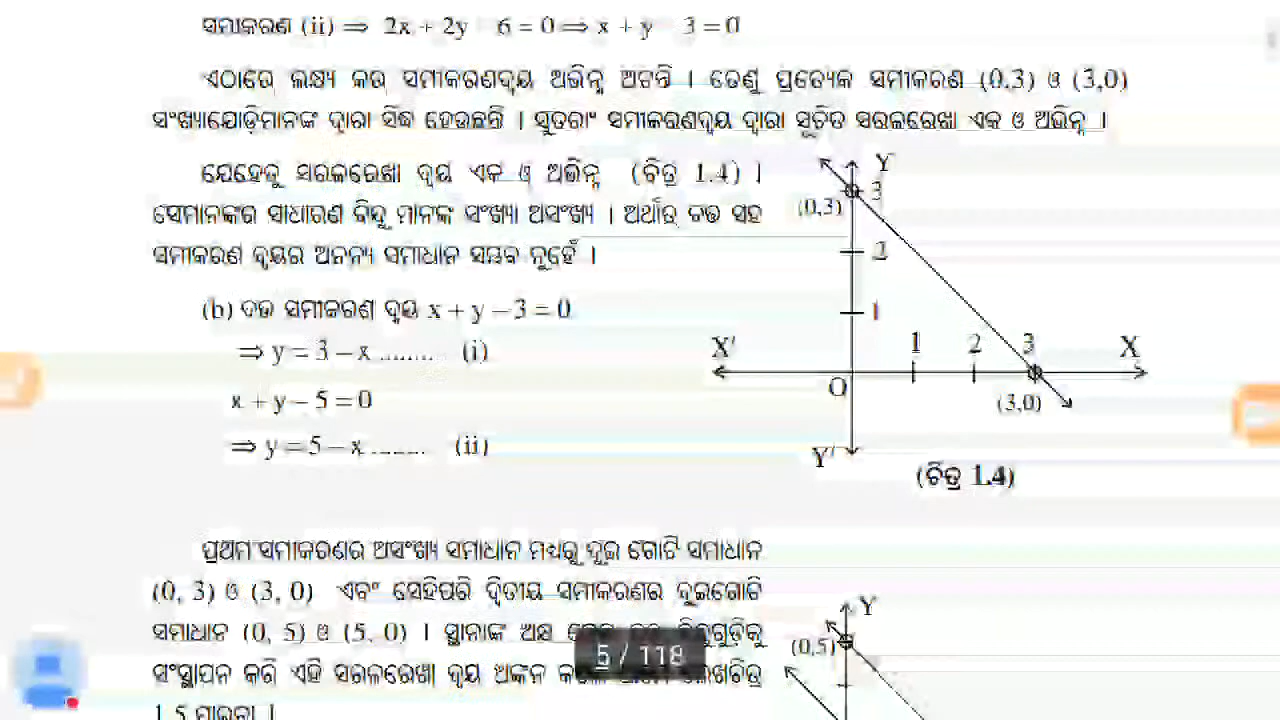 ସମୀକରଣ (ii) ⇒ 2x + 2y 6 = 0 ⇒ x + y 3 = 0
ଏଠାରେ ଲକ୍ଷ୍ୟ କର ସମୀକରଣଦ୍ୱୟ ଅଭିନ୍ନ ଅଟନ୍ତି । ତେଣୁ ପ୍ରତ୍ୟେକ ସମୀକରଣ (0,3) ଓ (3,0)
ସଂଖ୍ୟାଯୋଡ଼ିମାନଙ୍କ ଦ୍ୱାରା ସିଦ୍ଧ ହେଉଛନ୍ତି । ସୁତରାଂ ସମୀକରଣଦ୍ୱୟ ଦ୍ୱାରା ସୂଚିତ ସରଳରେଖା ଏକ ଓ ଅଭିନ୍ନ ।
ଯେହେତୁ ସରଳରେଖା ଦ୍ୱୟ ଏକ ଓ ଅଭିନ୍ନ (ଚିତ୍ର 1.4) ।
ସେମାନଙ୍କର ସାଧାରଣ ବିନ୍ଦୁ ମାନଙ୍କ ସଂଖ୍ୟା ଅସଂଖ୍ୟ । ଅର୍ଥାତ୍ ସହ
ସମୀକରଣ ଦ୍ୱୟର ଅନନ୍ୟ ସମାଧାନ ସମ୍ଭବ ନୁହେଁ ।
(b) ଦତ୍ତ ସମୀକରଣ ଦ୍ୱୟ x + y − 3 = 0
⇒ y = 3 − x ......... (i)
x + y − 5 = 0
⇒ y = 5 − x ........ (ii)
Y
3
(0,3)
2
1
X′ 1 2 3 X
O
(3,0)
Y′
(ଚିତ୍ର 1.4)
ପ୍ରଥମ ସମୀକରଣର ଅସଂଖ୍ୟ ସମାଧାନ ମଧ୍ୟରୁ ଦୁଇ ଗୋଟି ସମାଧାନ
(0, 3) ଓ (3, 0) ଏବଂ ସେହିପରି ଦ୍ୱିତୀୟ ସମୀକରଣର ଦୁଇଗୋଟି
ସମାଧାନ (0, 5) ଓ (5, 0) । ସ୍ଥାନାଙ୍କ ଅକ୍ଷ
ସଂସ୍ଥାପନ କରି ଏହି ସରଳରେଖା ଦ୍ୱୟ ଅଙ୍କନ
1.5 ପାଇବା ।
5 / 118
Y
(0,5)